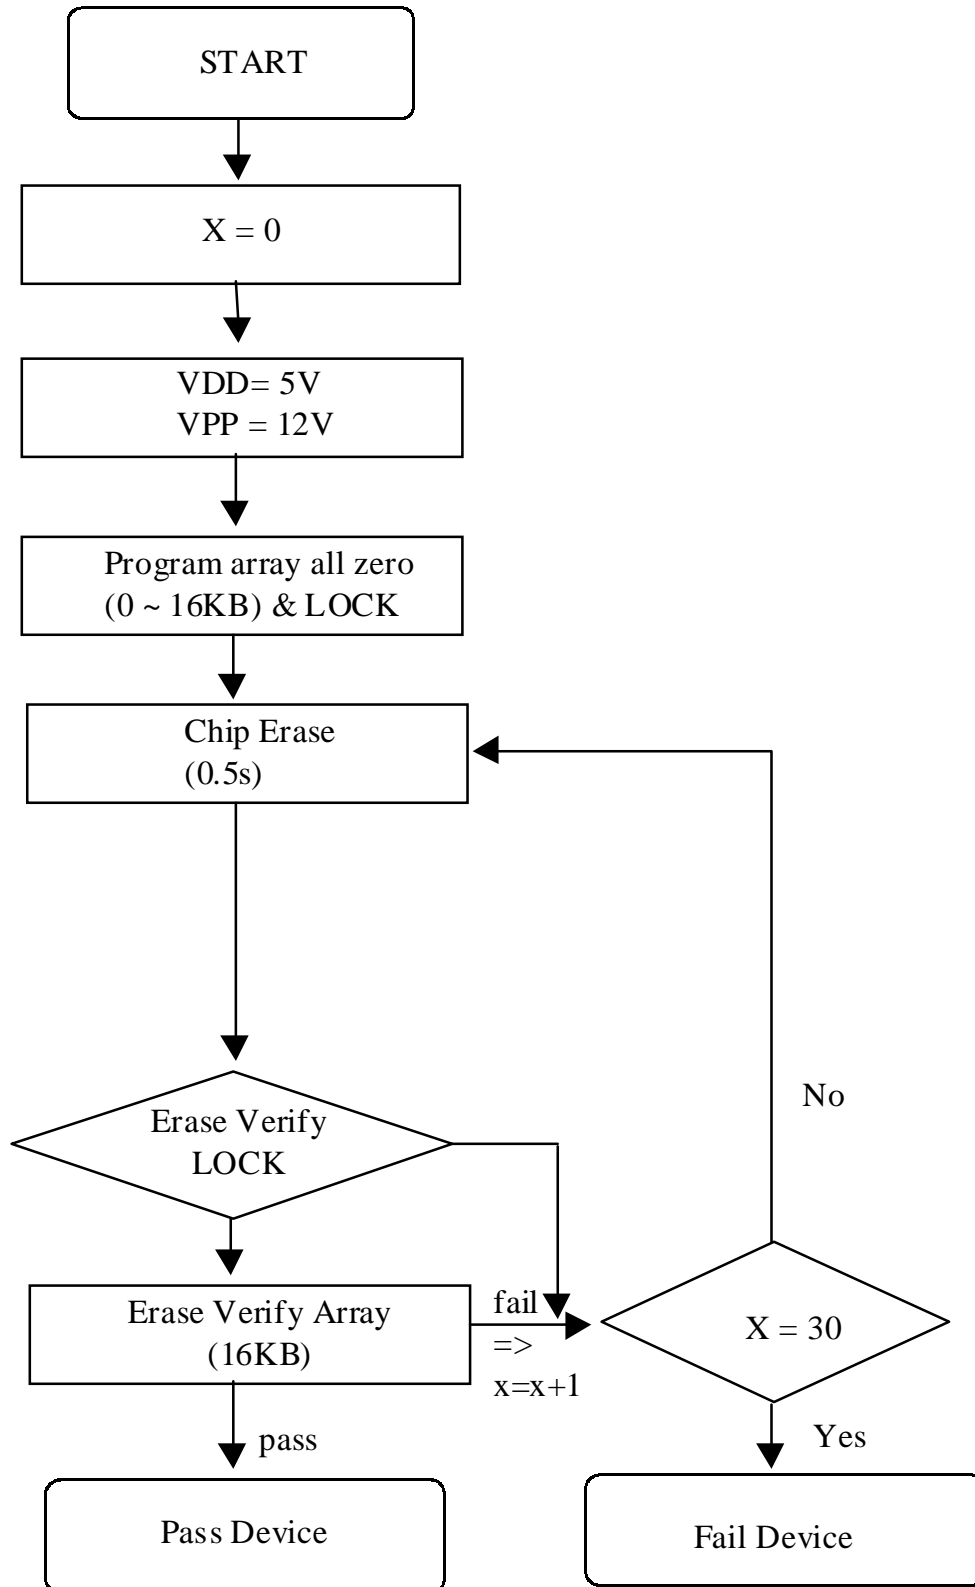 START
X = 0
VDD= 5V
VPP = 12V
Program array all zero
(0 ~ 16KB) & LOCK
Chip Erase
(0.5s)
No
Erase Verify
LOCK
Erase Verify Array
(16KB)
fail
=>
x=x+1
X = 30
pass
Yes
Pass Device
Fail Device